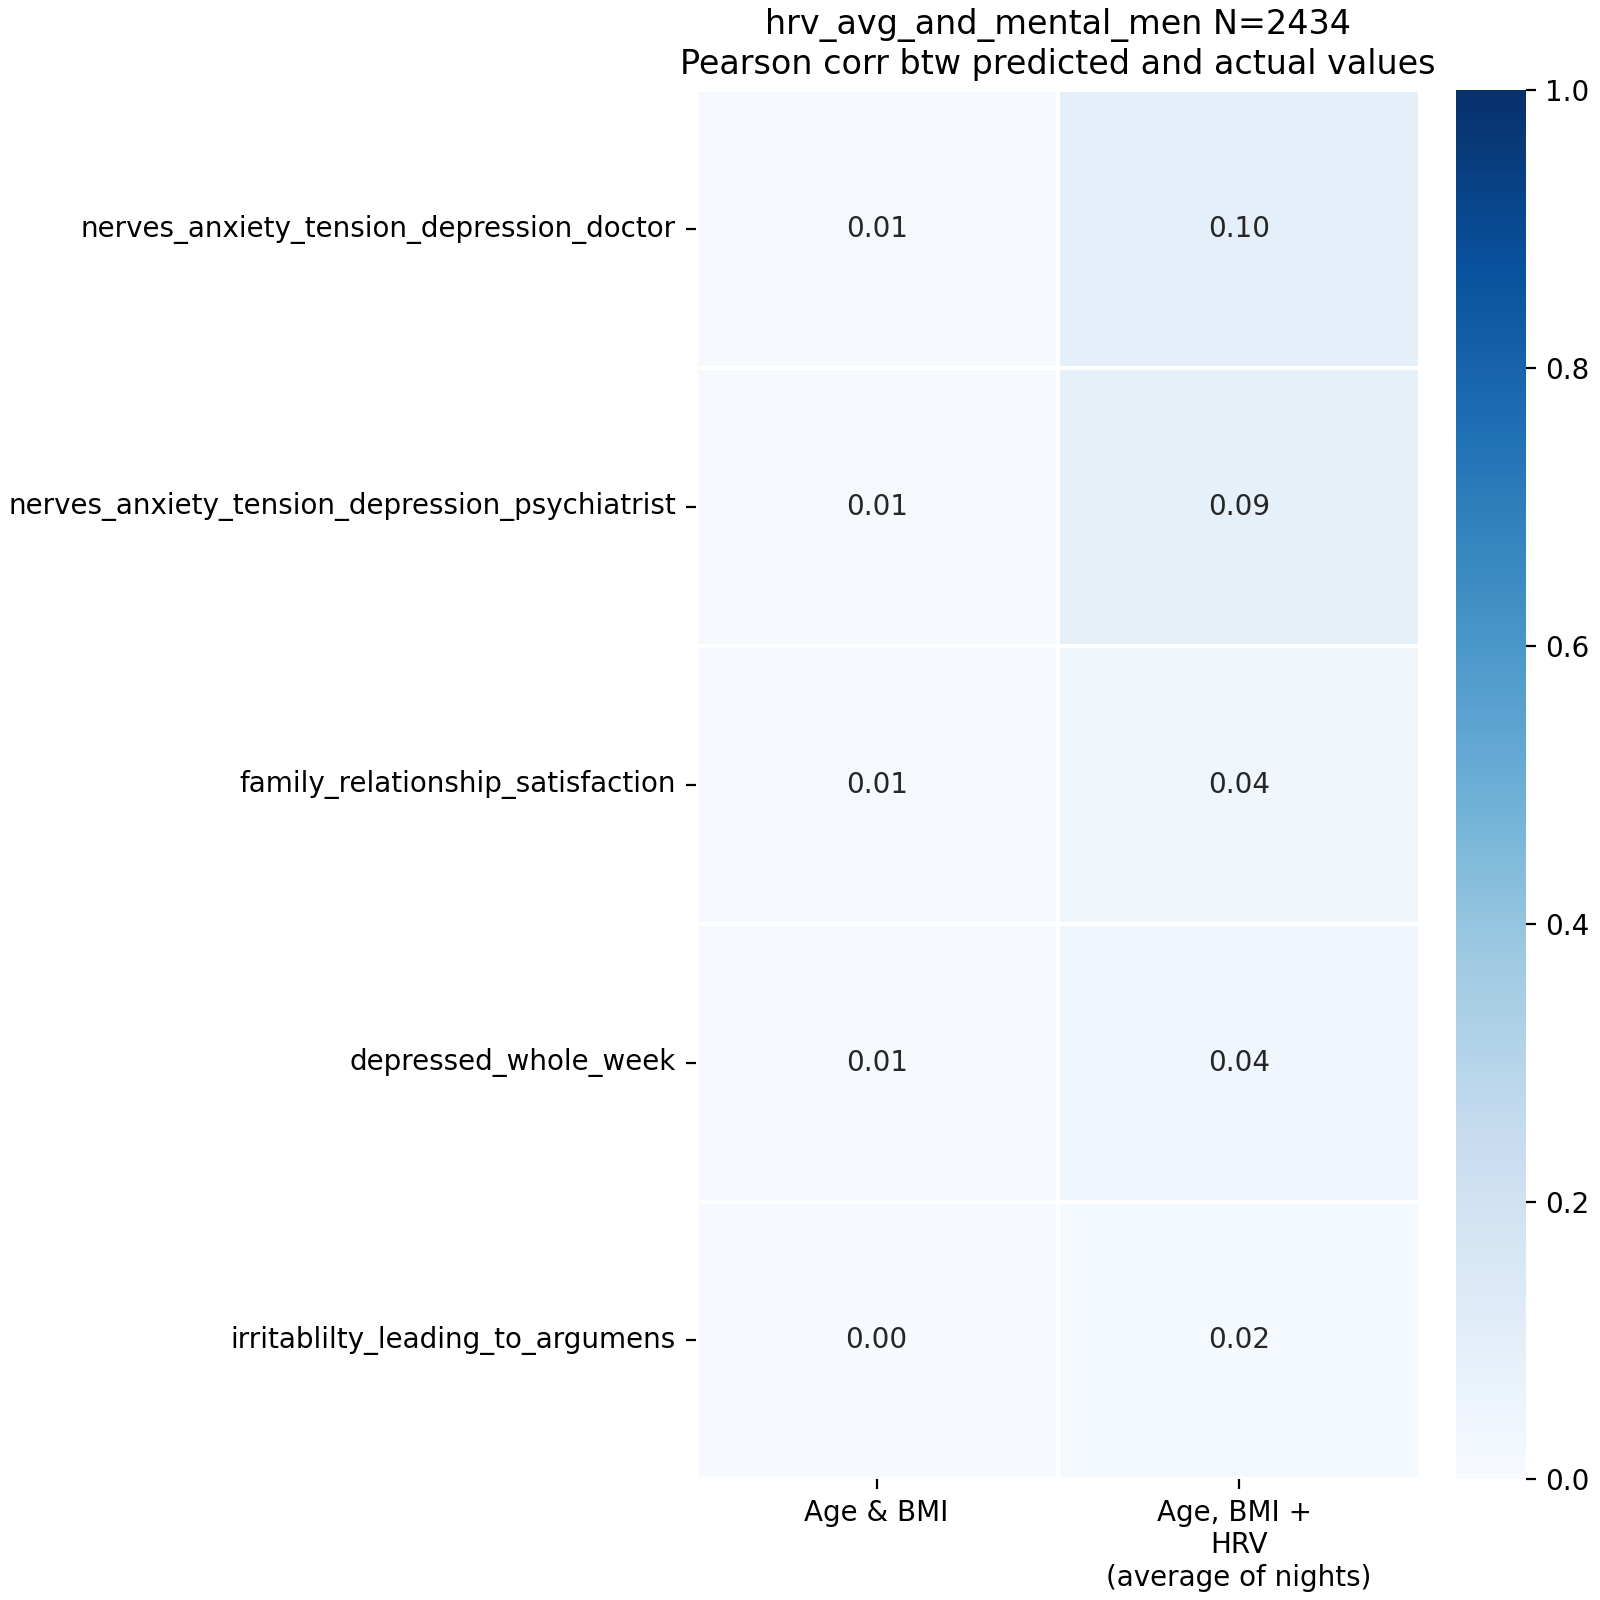 hrv_avg_and_mental_men N=2434
Pearson corr btw predicted and actual values
nerves_anxiety_tension_depression_doctor
0.01
0.10
nerves_anxiety_tension_depression_psychiatrist
0.01
0.09
family_relationship_satisfaction
0.01
0.04
depressed_whole_week
0.01
0.04
irritablilty_leading_to_argumens
0.00
0.02
Age & BMI
Age, BMI +
HRV
(average of nights)
1.0
0.8
0.6
0.4
0.2
0.0